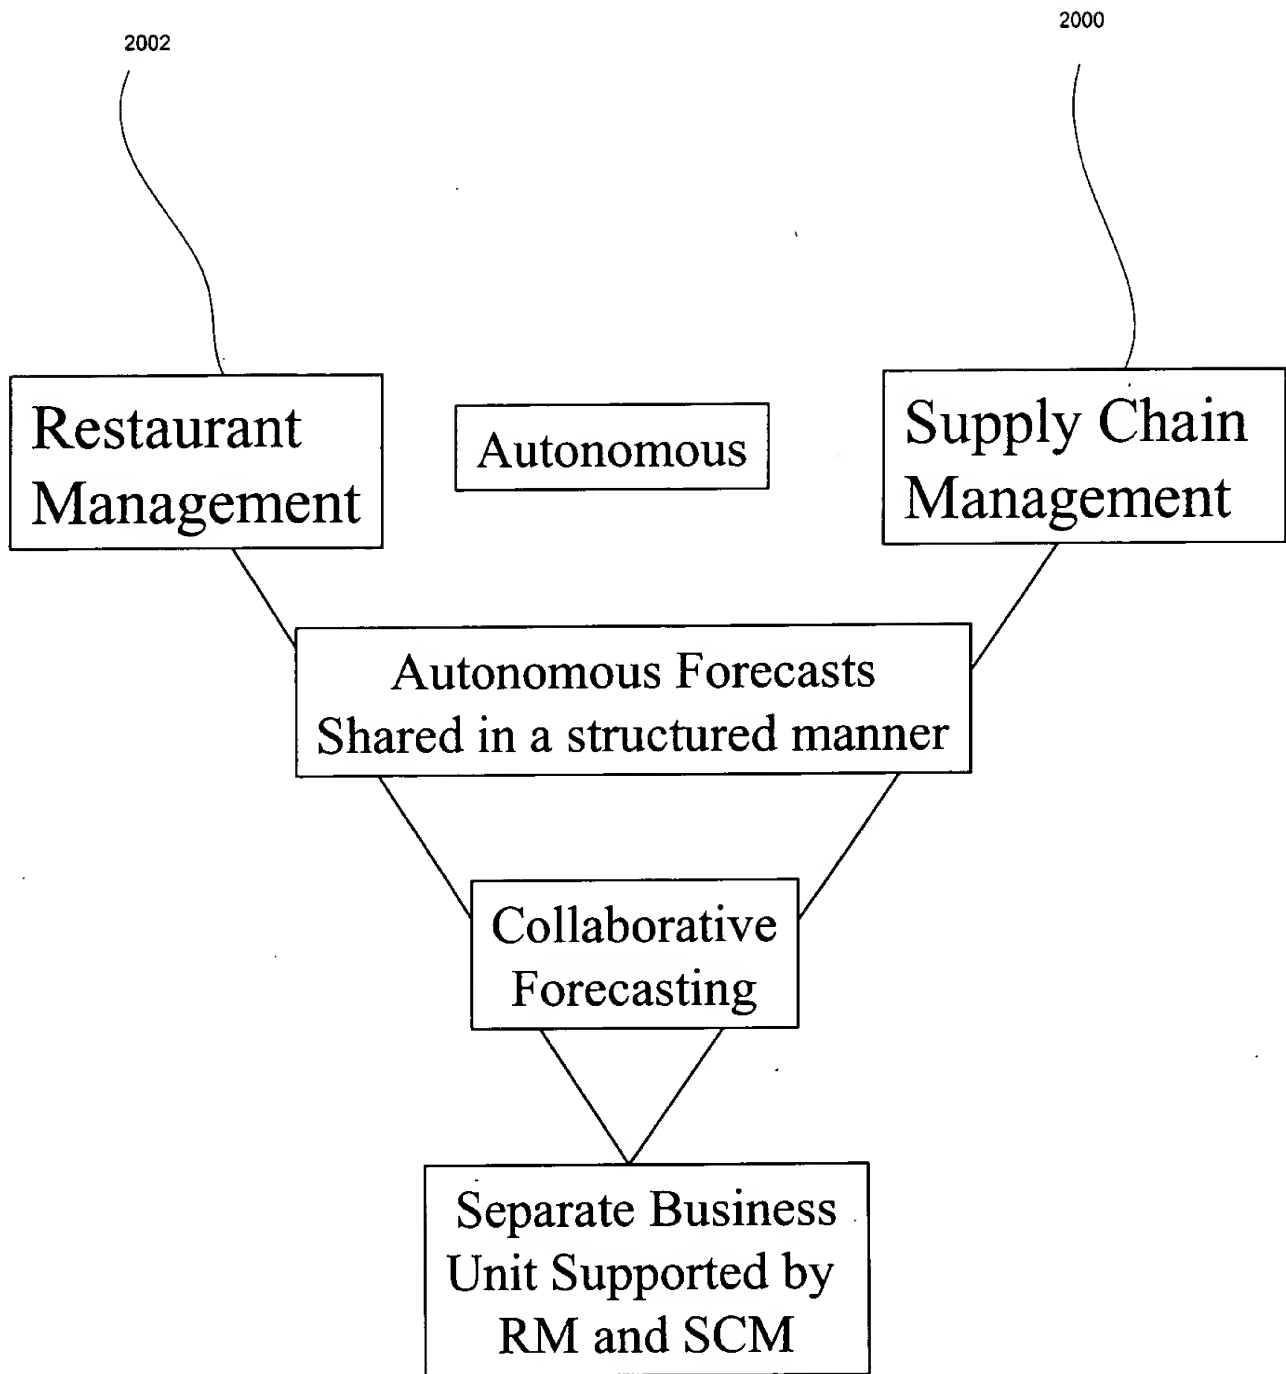 2002
2000
Restaurant
Management
Autonomous
Supply Chain
Management
Autonomous Forecasts
Shared in a structured manner
Collaborative
Forecasting
Separate Business
Unit Supported by
RM and SCM